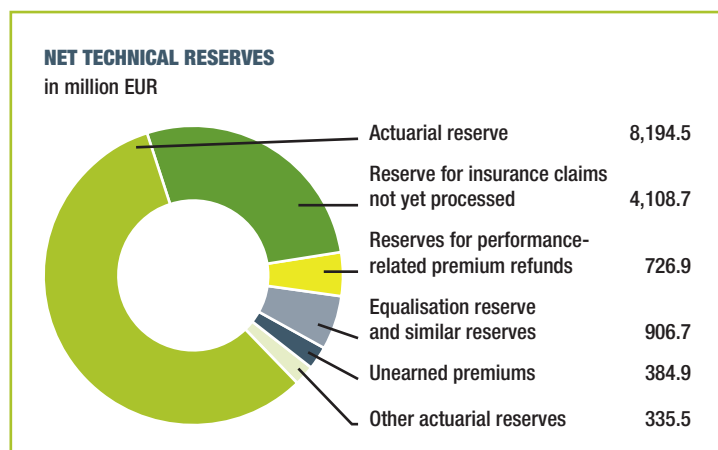 NET TECHNICAL RESERVES
in million EUR
Actuarial reserve 8,194.5
Reserve for insurance claims
not yet processed 4,108.7
Reserves for performance-
related premium refunds 726.9
Equalisation reserve
and similar reserves 906.7
Unearned premiums 384.9
Other actuarial reserves 335.5